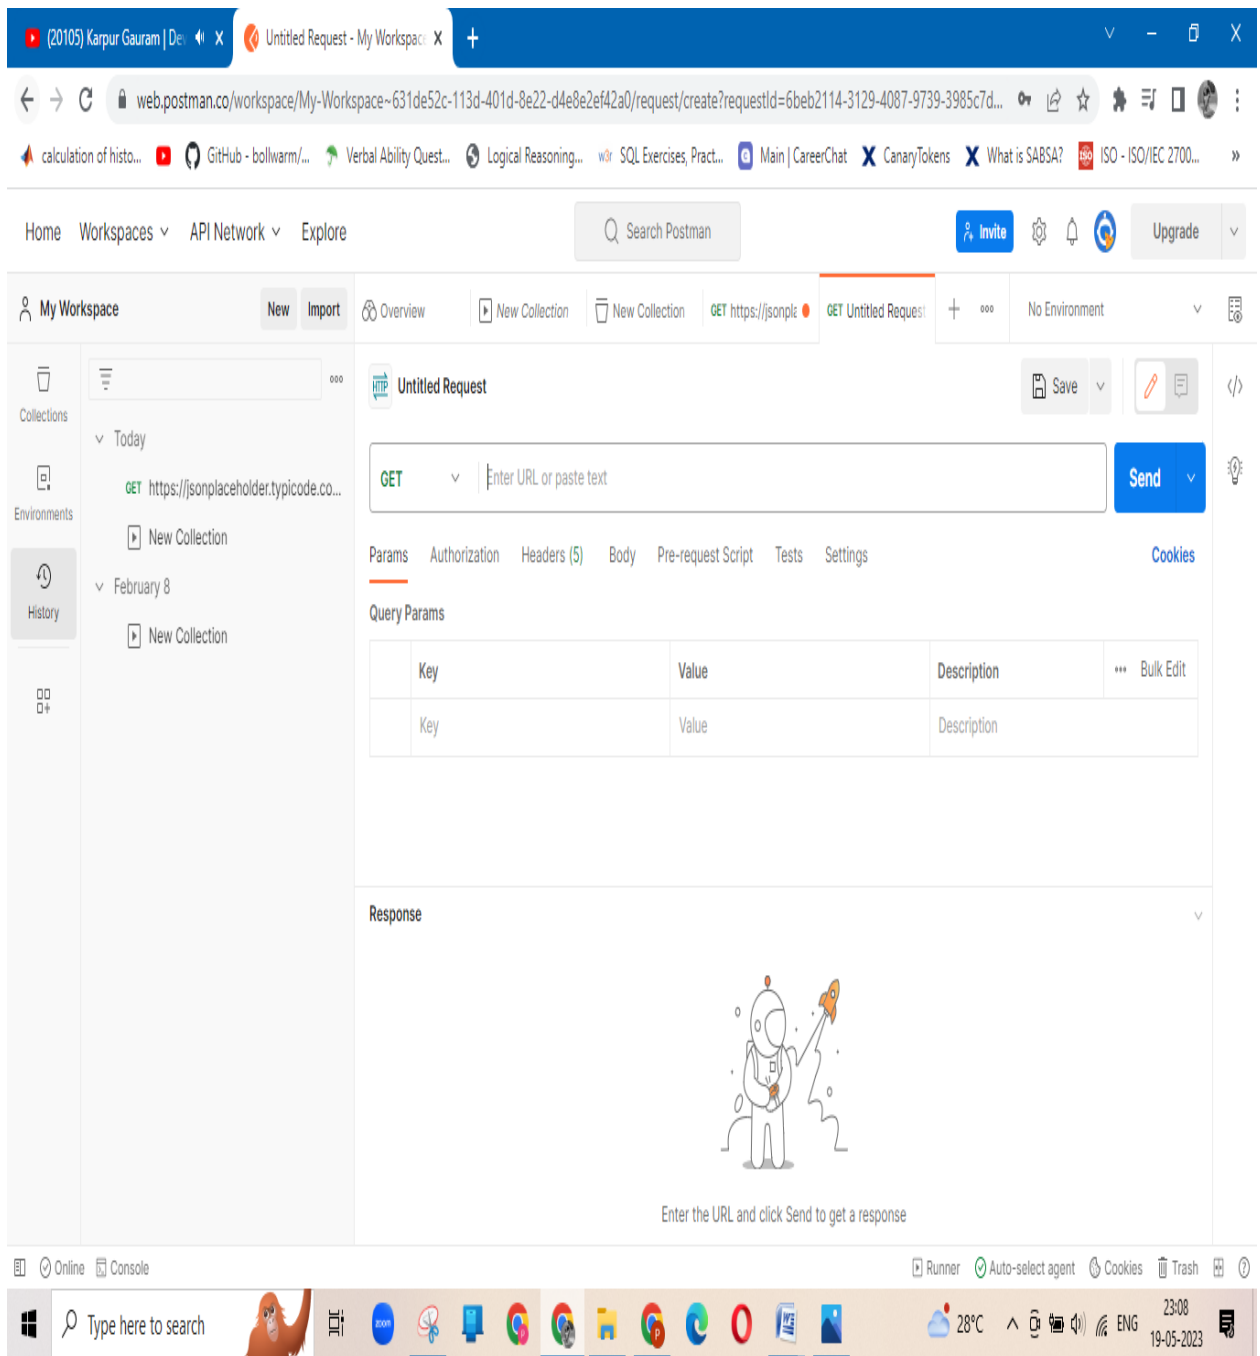 (20105) Karpur Gauram | Dev
Untitled Request - My Workspace
web.postman.co/workspace/My-Workspace~631de52c-113d-401d-8e22-d4e8e2ef42a0/request/create?requestId=6beb2114-3129-4087-9739-3985c7d...
calculation of histo... GitHub - bollwarm/... Verbal Ability Quest... Logical Reasoning... w3r SQL Exercises, Pract... Main | CareerChat CanaryTokens What is SABSA? ISO ISO - ISO/IEC 2700... »
Home Workspaces API Network Explore Search Postman Invite Upgrade
My Workspace New Import Overview New Collection New Collection GET https://jsonpla GET Untitled Request No Environment
Collections
Environments
History
Today
GET https://jsonplaceholder.typicode.co...
New Collection
February 8
New Collection
HTTP Untitled Request Save
GET Enter URL or paste text Send
Params Authorization Headers (5) Body Pre-request Script Tests Settings Cookies
Query Params
Key Value Description Bulk Edit
Key Value Description
Response
Enter the URL and click Send to get a response
Online Console Runner Auto-select agent Cookies Trash
Type here to search zoom 28°C ENG 23:08
19-05-2023